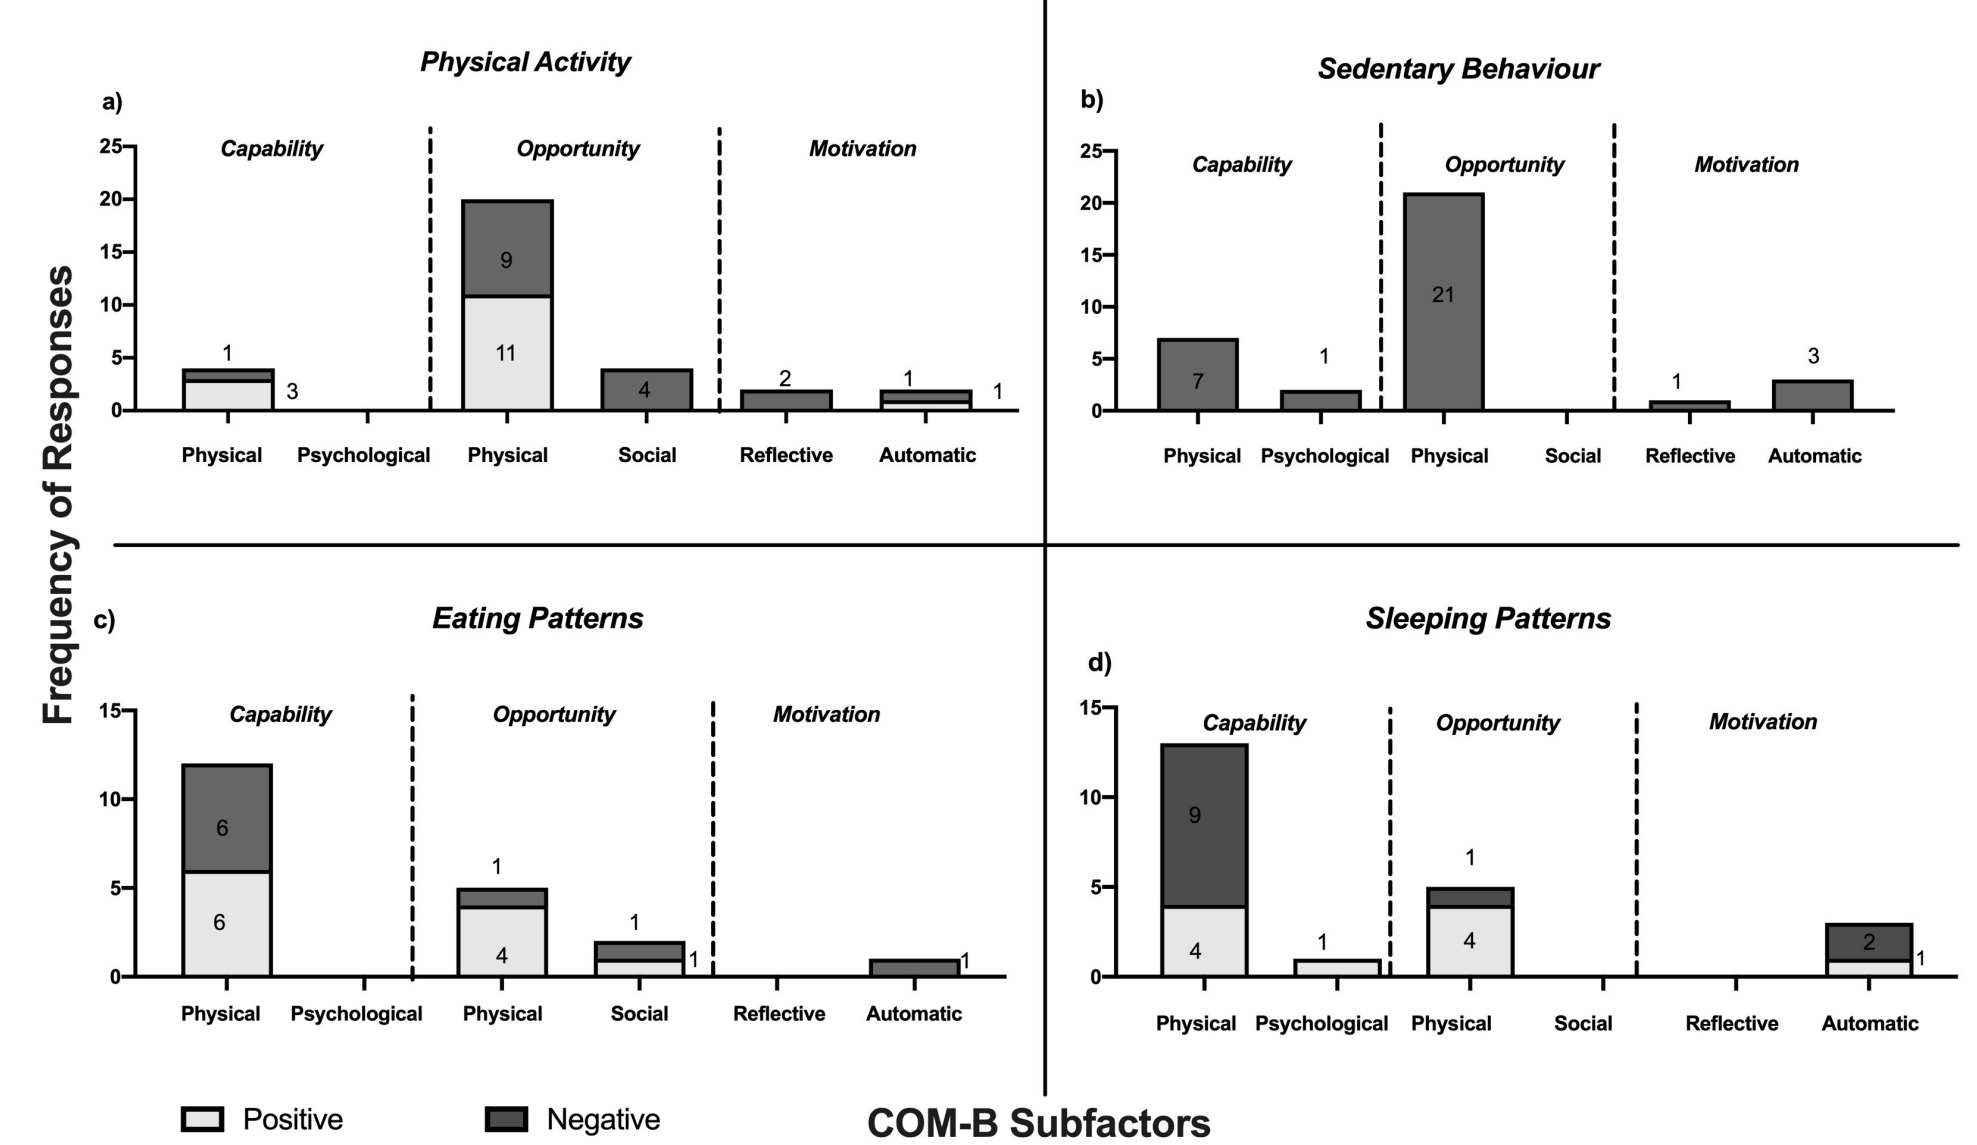 Physical Activity
a)
Capability Opportunity Motivation
25
20
15
10
5
0
1
3
9
11
4
2
1
1
Physical Psychological Physical Social Reflective Automatic
Sedentary Behaviour
b)
Capability Opportunity Motivation
25
20
15
10
5
0
7
1
21
1
3
Physical Psychological Physical Social Reflective Automatic
Frequency of Responses
Eating Patterns
c)
Capability Opportunity Motivation
15
10
5
0
6
6
1
4
1
1
1
Physical Psychological Physical Social Reflective Automatic
Sleeping Patterns
d)
Capability Opportunity Motivation
15
10
5
0
9
4
1
1
4
2
1
Physical Psychological Physical Social Reflective Automatic
Positive Negative
COM-B Subfactors